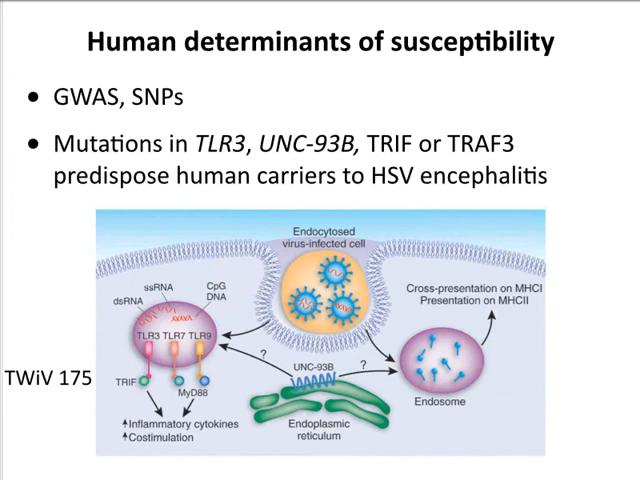 Human determinants of susceptibility
• GWAS, SNPs
• Mutations in TLR3, UNC-93B, TRIF or TRAF3
predispose human carriers to HSV encephalitis
Endocytosed
virus-infected cell
ssRNA
CpG
DNA
dsRNA
TLR3 TLR7 TLR9
Cross-presentation on MHCI
Presentation on MHCII
?
?
UNC-93B
TWiV 175
TRIF
MyD88
Endosome
Inflammatory cytokines
Costimulation
Endoplasmic
reticulum